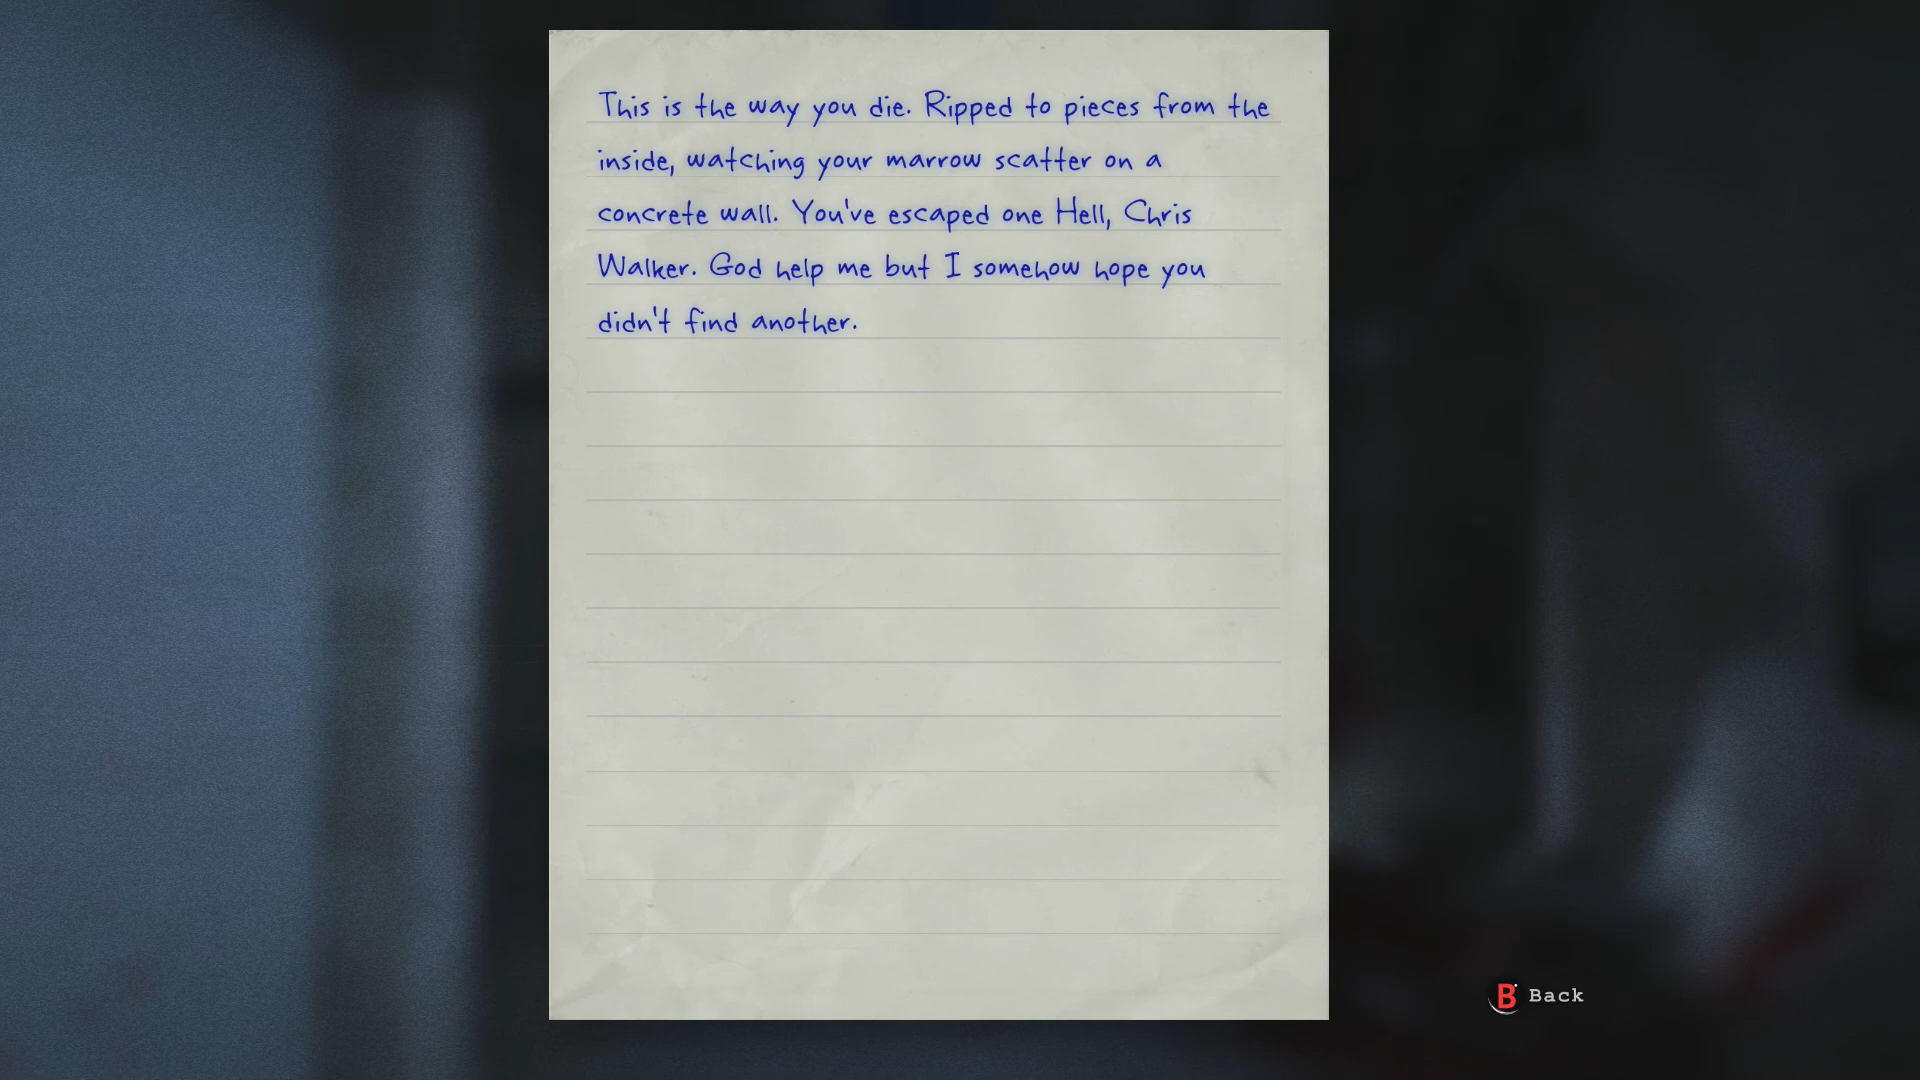 This is the way you die. Ripped to pieces from the
inside, watching your marrow scatter on a
concrete wall. You've escaped one Hell, Chris
Walker. God help me but I somehow hope you
didn't find another.
B Back